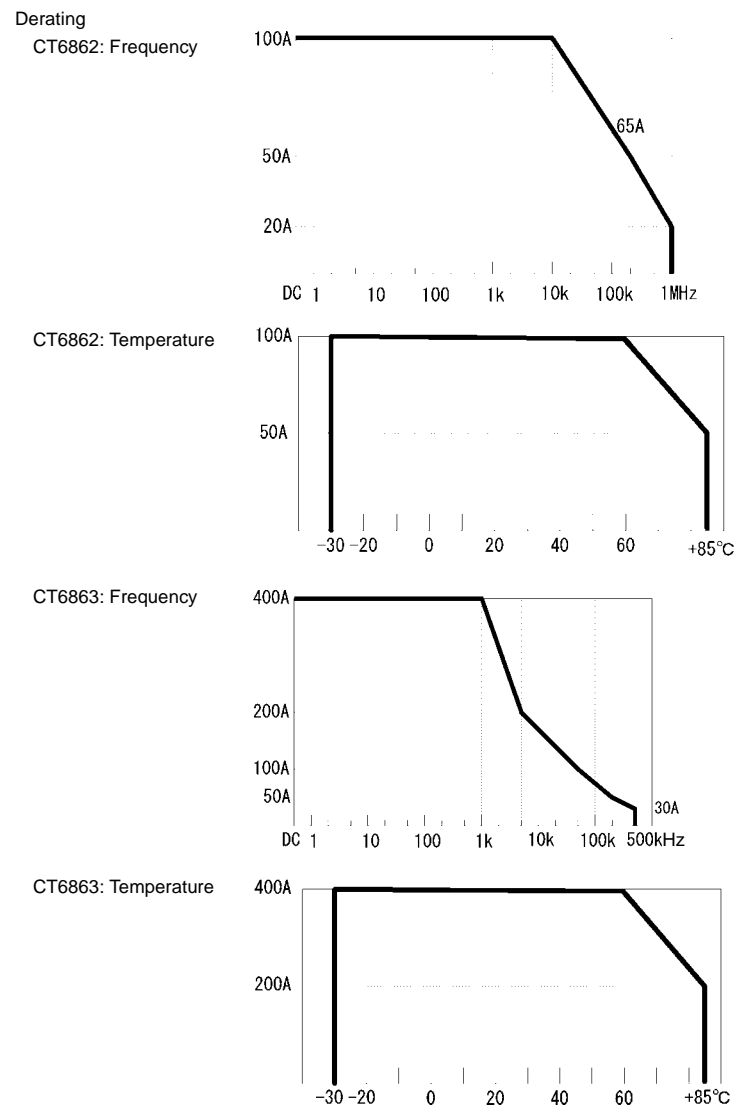 Derating
CT6862: Frequency
100A
65A
50A
20A
DC 1 10 100 1k 10k 100k 1MHz
CT6862: Temperature
100A
50A
-30 -20 0 20 40 60 +85°C
CT6863: Frequency
400A
200A
100A
50A
30A
DC 1 10 100 1k 10k 100k 500kHz
CT6863: Temperature
400A
200A
-30 -20 0 20 40 60 +85°C